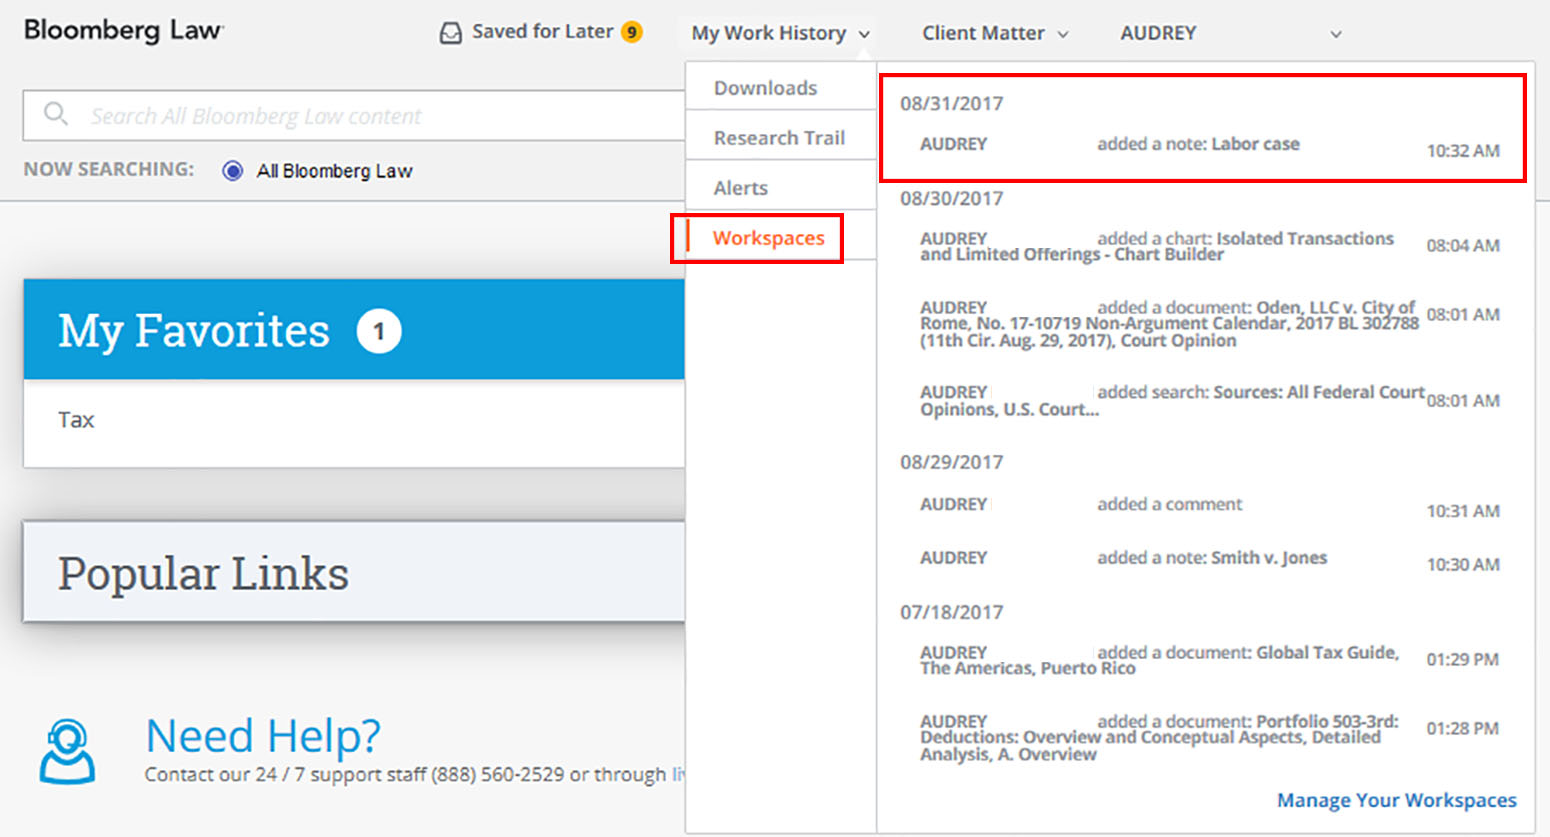 Bloomberg Law
Saved for Later 9
My Work History
Client Matter
AUDREY
Search All Bloomberg Law content
NOW SEARCHING: All Bloomberg Law
My Favorites 1
Tax
Popular Links
Need Help?
Contact our 24 / 7 support staff (888) 560-2529 or through
Downloads
Research Trail
Alerts
Workspaces
08/31/2017
AUDREY added a note: Labor case 10:32 AM
08/30/2017
AUDREY added a chart: Isolated Transactions
and Limited Offerings - Chart Builder 08:04 AM
AUDREY added a document: Oden, LLC v. City of
Rome, No. 17-10719 Non-Argument Calendar, 2017 BL 302788 08:01 AM
(11th Cir. Aug. 29, 2017), Court Opinion
AUDREY added search: Sources: All Federal Court
Opinions, U.S. Court... 08:01 AM
08/29/2017
AUDREY added a comment 10:31 AM
AUDREY added a note: Smith v. Jones 10:30 AM
07/18/2017
AUDREY added a document: Global Tax Guide,
The Americas, Puerto Rico 01:29 PM
AUDREY added a document: Portfolio 503-3rd:
Deductions: Overview and Conceptual Aspects, Detailed 01:28 PM
Analysis, A. Overview
Manage Your Workspaces